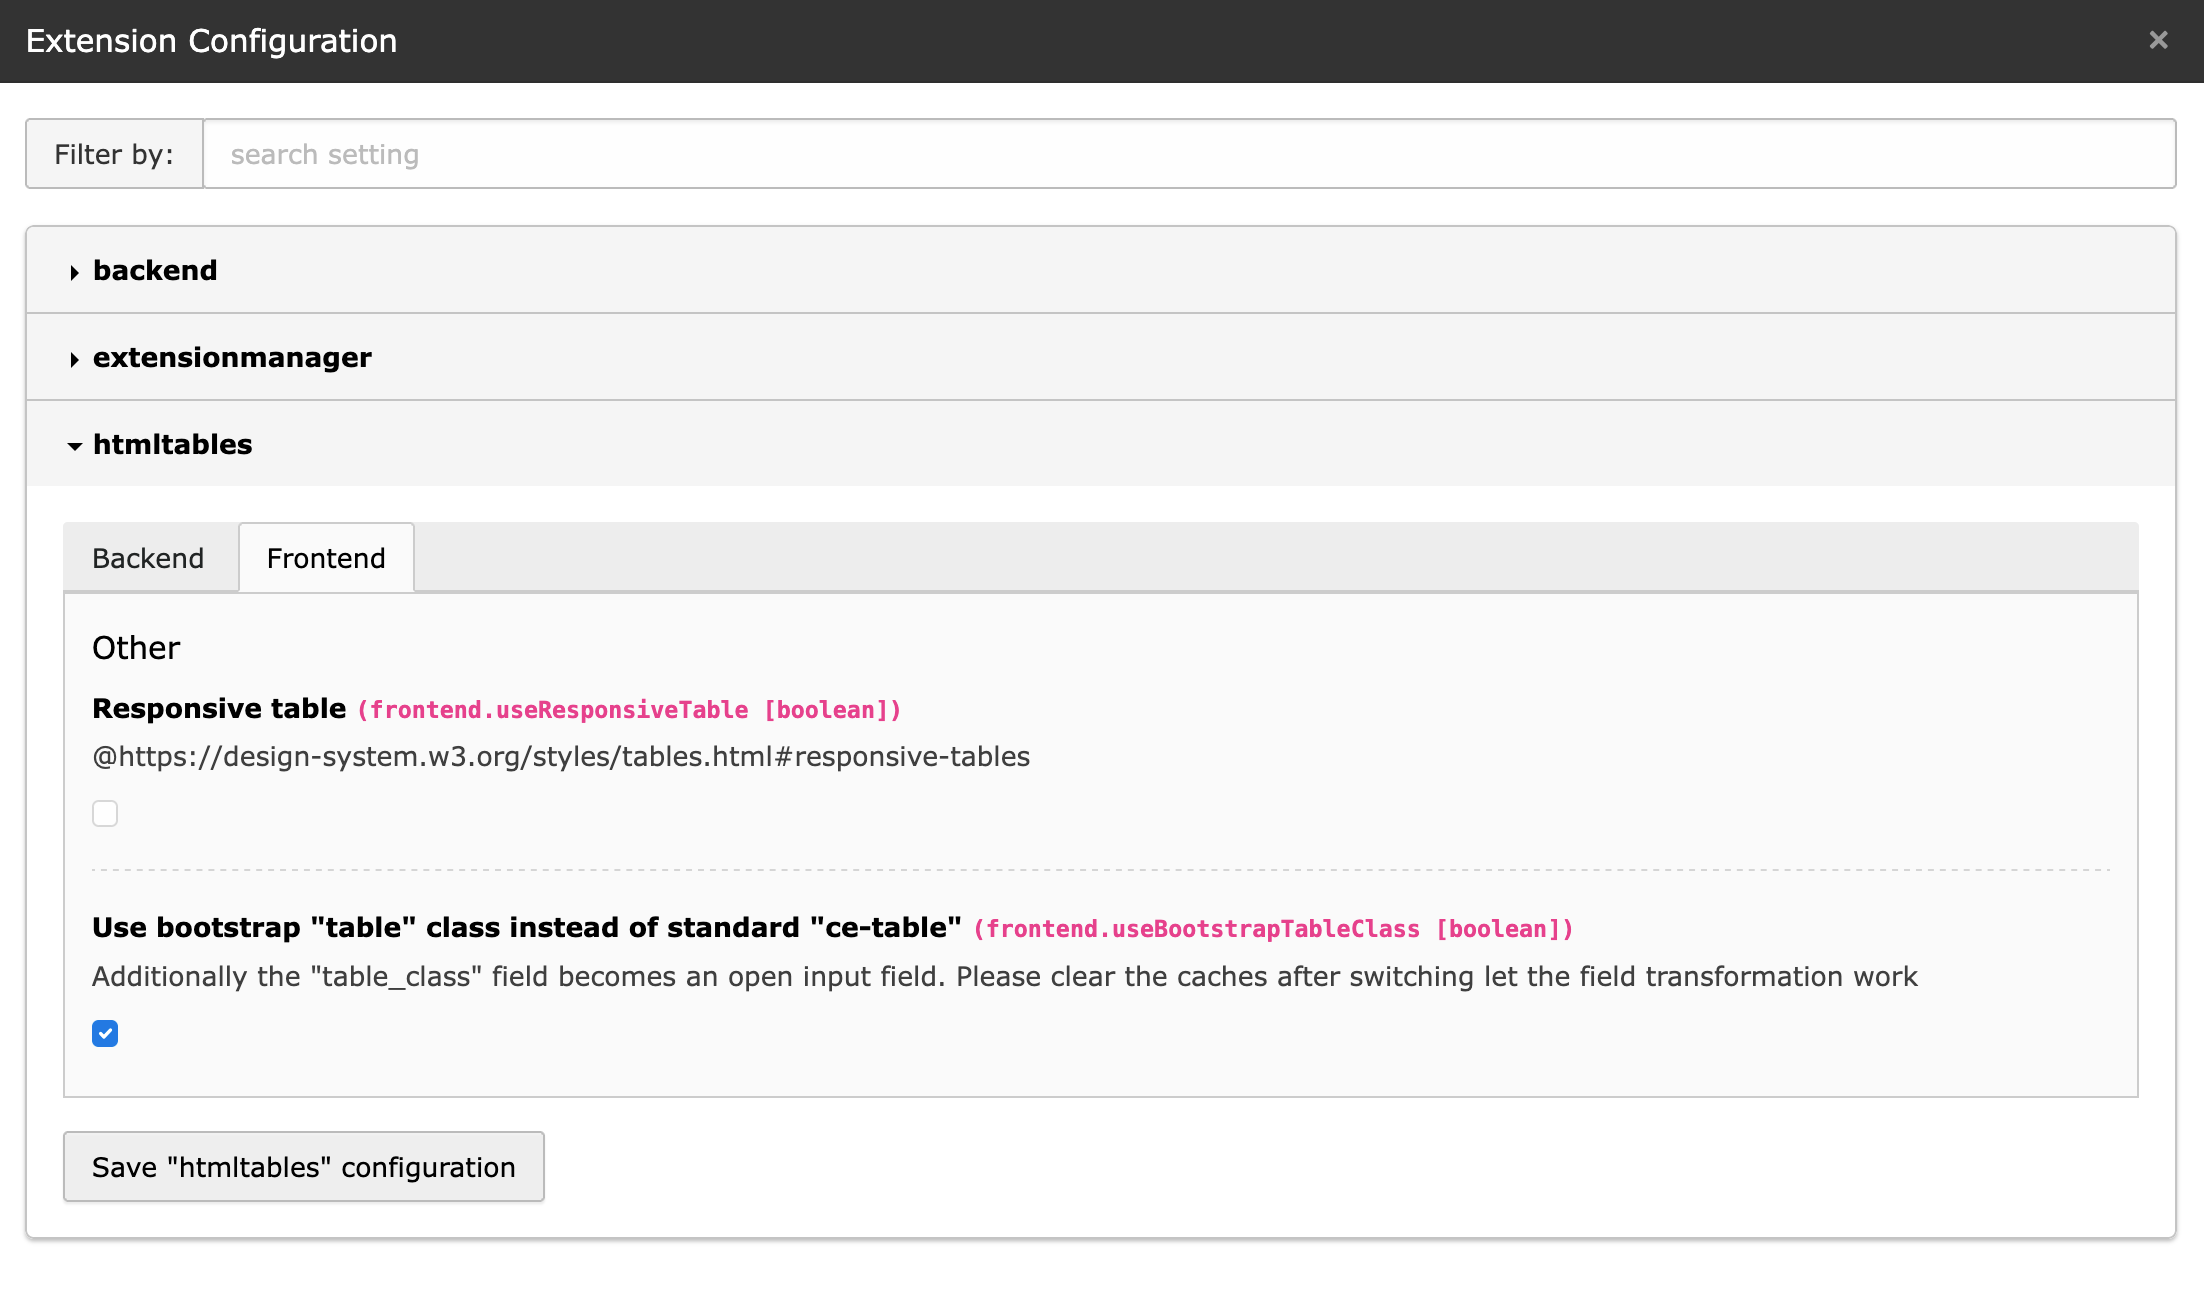 Extension Configuration
Filter by: search setting
backend
extensionmanager
htmltables
Backend Frontend
Other
Responsive table (frontend.useResponsiveTable [boolean])
@https://design-system.w3.org/styles/tables.html#responsive-tables
Use bootstrap "table" class instead of standard "ce-table" (frontend.useBootstrapTableClass [boolean])
Additionally the "table_class" field becomes an open input field. Please clear the caches after switching let the field transformation work
Save "htmltables" configuration